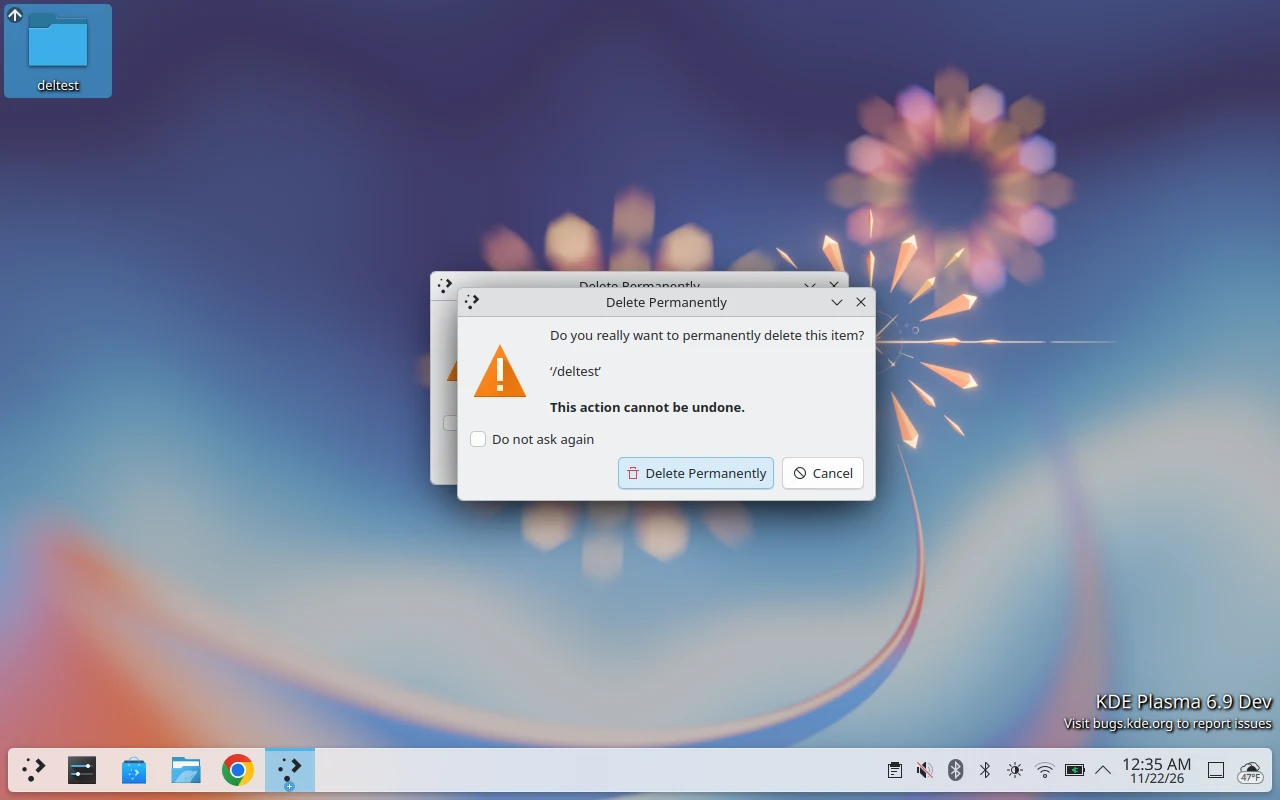 deltest
Delete Permanently
Delete Permanently
Do you really want to permanently delete this item?
‘/deltest’
This action cannot be undone.
Do not ask again
Delete Permanently
Cancel
KDE Plasma 6.9 Dev
Visit bugs.kde.org to report issues
12:35 AM
11/22/26
47°F